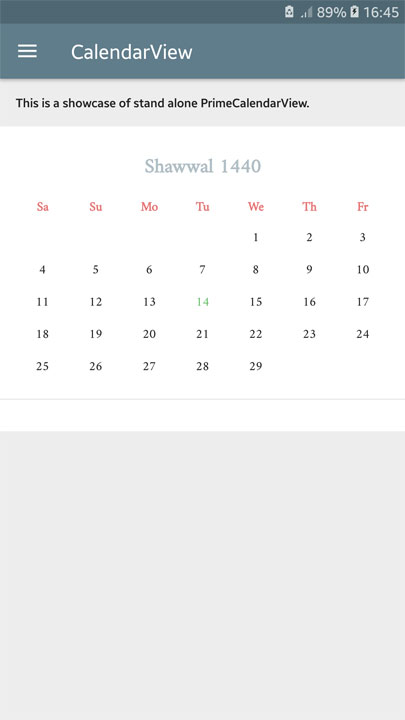 89% 16:45
CalendarView
This is a showcase of stand alone PrimeCalendarView.
Shawwal 1440
Sa Su Mo Tu We Th Fr
1 2 3
4 5 6 7 8 9 10
11 12 13 14 15 16 17
18 19 20 21 22 23 24
25 26 27 28 29